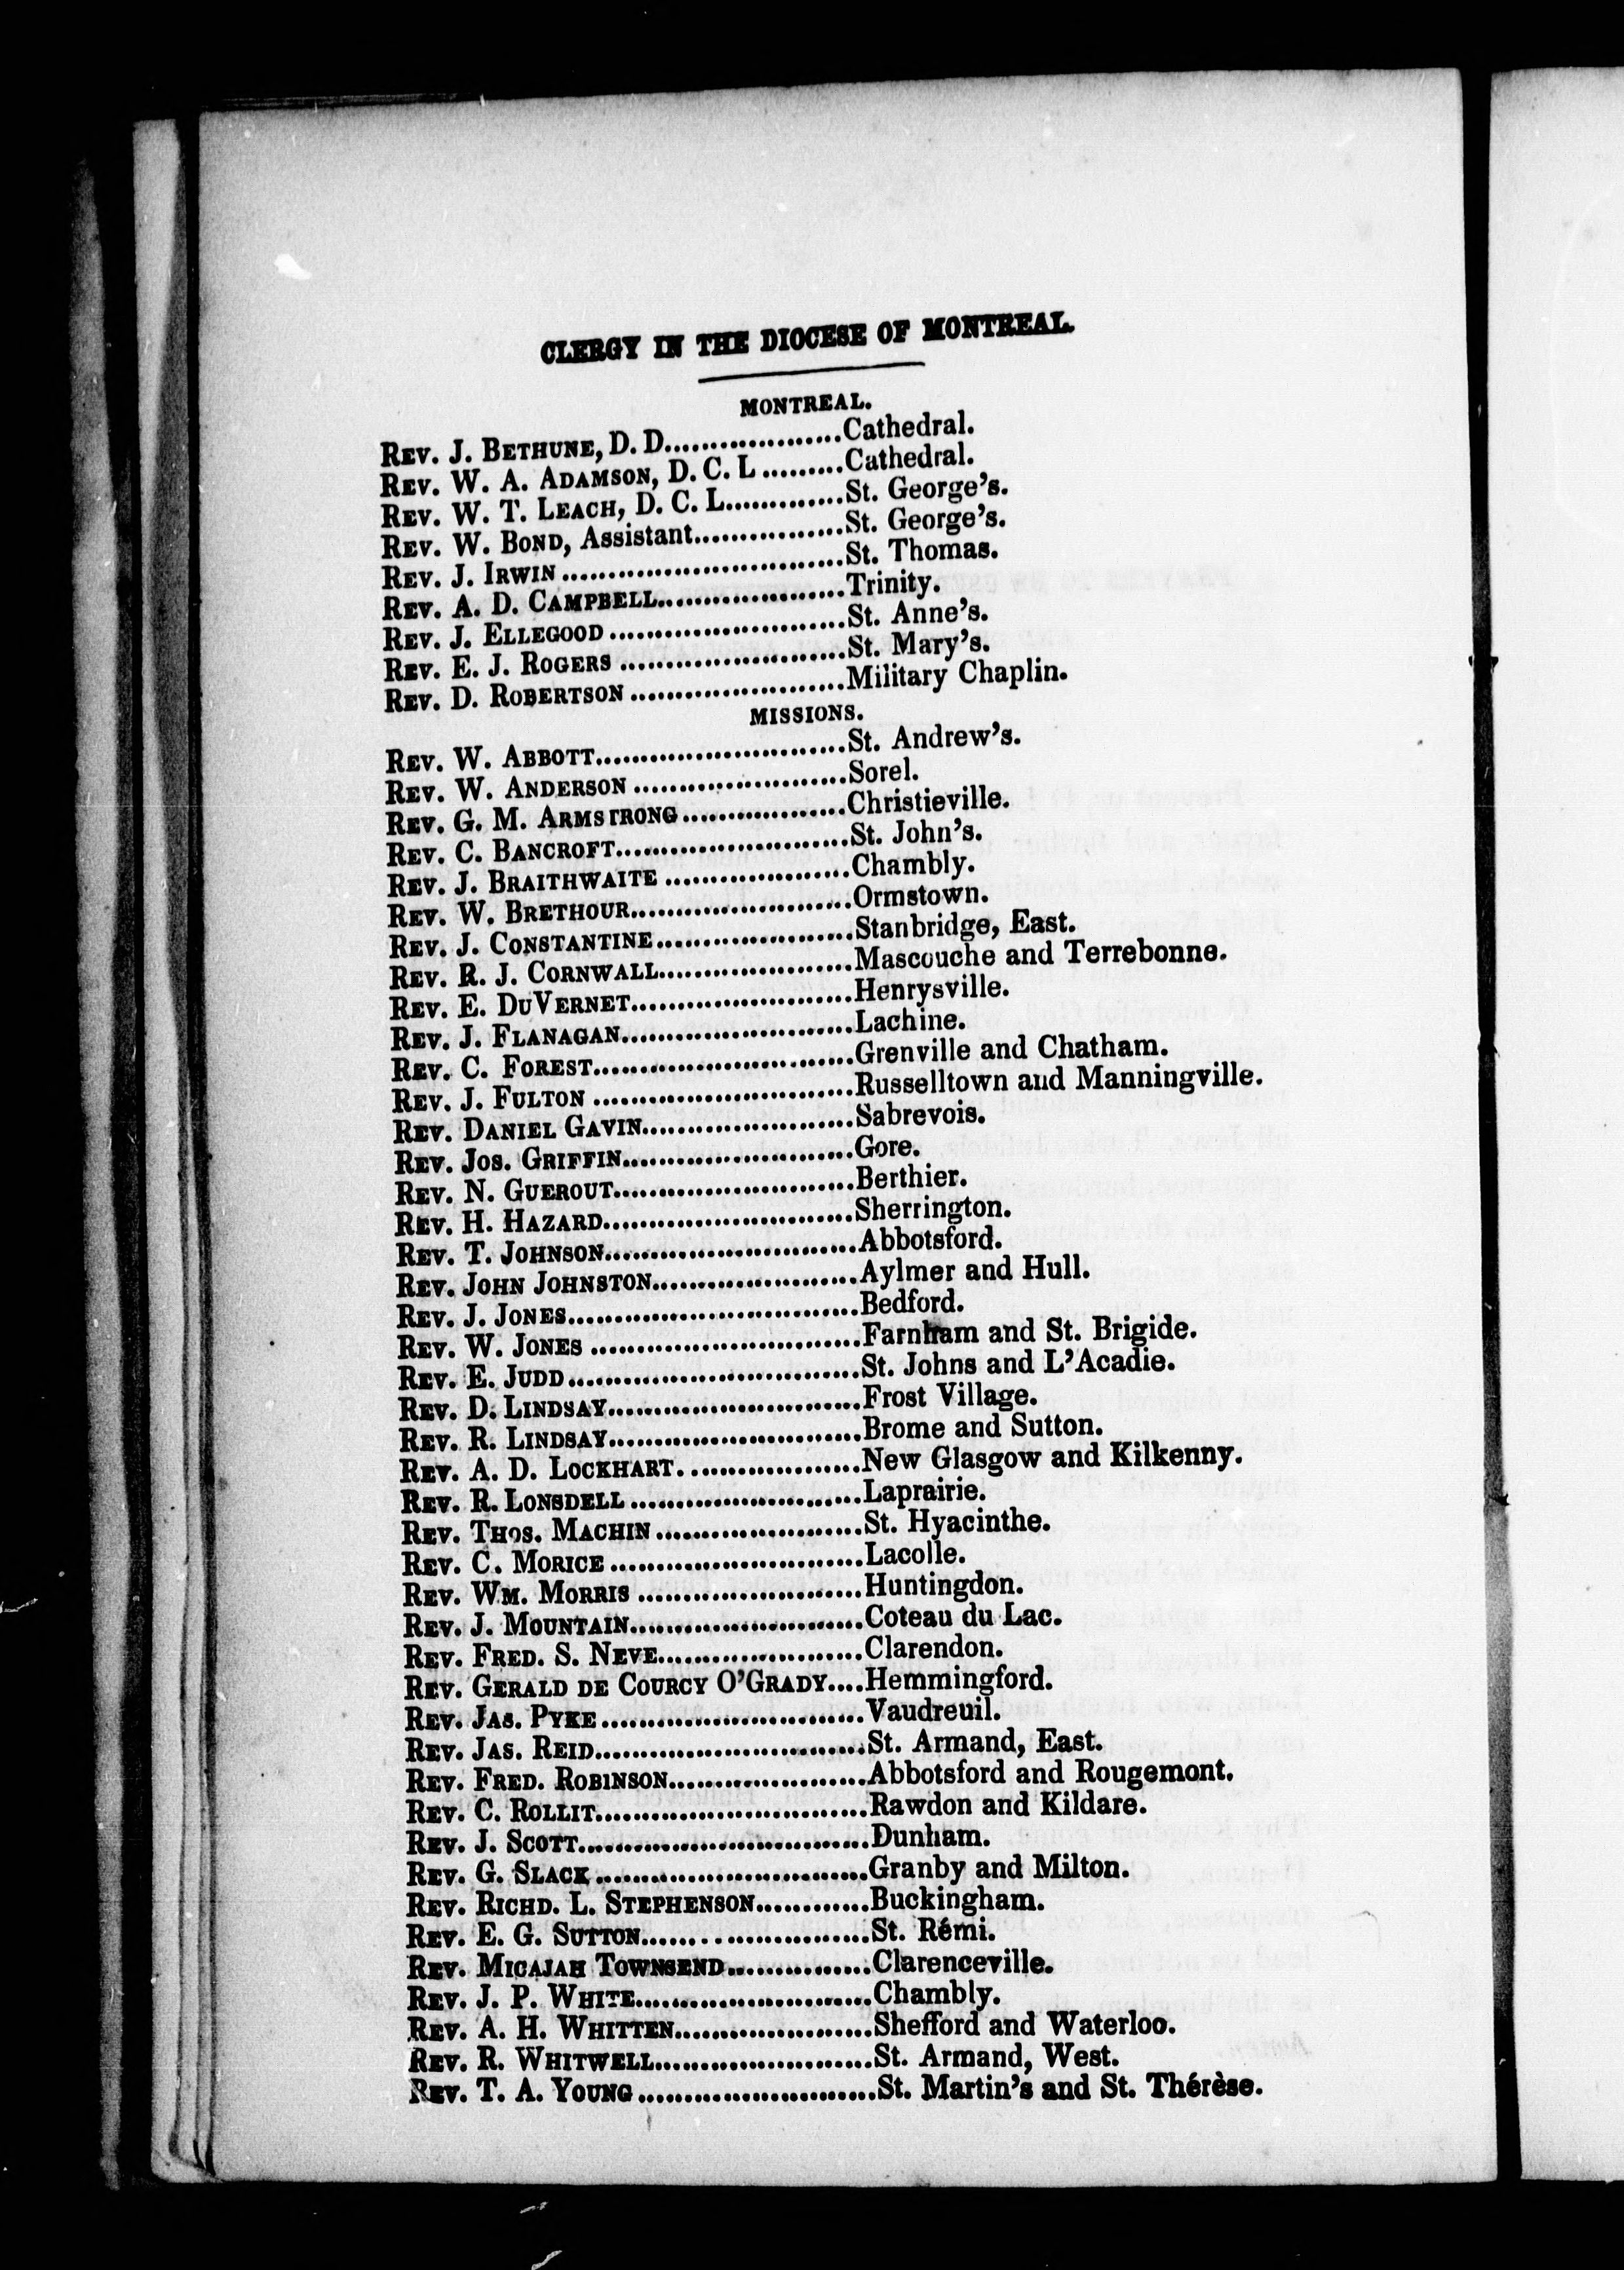 CLERGY IN THE DIOCESE OF MONTREAL.
MONTREAL.
REV. J. BETHUNE, D. D....................Cathedral.
REV. W. A. ADAMSON, D. C. L .........Cathedral.
REV. W. T. LEACH, D. C. L.............St. George's.
REV. W. BOND, Assistant.................St. George's.
REV. J. IRWIN ...............................St. Thomas.
REV. A. D. CAMPBELL.....................Trinity.
REV. J. ELLEGOOD ..........................St. Anne's.
REV. E. J. ROGERS .........................St. Mary's.
REV. D. ROBERTSON ........................Military Chaplin.
MISSIONS.
REV. W. ABBOTT............................St. Andrew's.
REV. W. ANDERSON ........................Sorel.
REV. G. M. ARMSTRONG ..................Christieville.
REV. C. BANCROFT..........................St. John's.
REV. J. BRAITHWAITE ....................Chambly.
REV. W. BRETHOUR.........................Ormstown.
REV. J. CONSTANTINE......................Stanbridge, East.
REV. R. J. CORNWALL.....................Mascouche and Terrebonne.
REV. E. DUVERNET.........................Henrysville.
REV. J. FLANAGAN..........................Lachine.
REV. C. FOREST.............................Grenville and Chatham.
REV. J. FULTON .............................Russelltown and Manningville.
REV. DANIEL GAVIN........................Sabrevois.
REV. JOS. GRIFFIN..........................Gore.
REV. N. GUEROUT...........................Berthier.
REV. H. HAZARD............................Sherrington.
REV. T. JOHNSON............................Abbotsford.
REV. JOHN JOHNSTON.......................Aylmer and Hull.
REV. J. JONES................................Bedford.
REV. W. JONES ..............................Farnham and St. Brigide.
REV. E. JUDD................................St. Johns and L'Acadie.
REV. D. LINDSAY............................Frost Village.
REV. R. LINDSAY............................Brome and Sutton.
REV. A. D. LOCKHART....................New Glasgow and Kilkenny.
REV. R. LONSDELL ..........................Laprairie.
REV. THOS. MACHIN .......................St. Hyacinthe.
REV. C. MORICE ............................Lacolle.
REV. WM. MORRIS .........................Huntingdon.
REV. J. MOUNTAIN..........................Coteau du Lac.
REV. FRED. S. NEVE.......................Clarendon.
REV. GERALD DE COURCY O'GRADY....Hemmingford.
REV. JAS. PYKE .............................Vaudreuil.
REV. JAS. REID..............................St. Armand, East.
REV. FRED. ROBINSON......................Abbotsford and Rougemont.
REV. C. ROLLIT..............................Rawdon and Kildare.
REV. J. SCOTT................................Dunham.
REV. G. SLACK ..............................Granby and Milton.
REV. RICHD. L. STEPHENSON............Buckingham.
REV. E. G. SUTTON.........................St. Rémi.
REV. MICAJAH TOWNSEND................Clarenceville.
REV. J. P. WHITE..........................Chambly.
REV. A. H. WHITTEN......................Shefford and Waterloo.
REV. R. WHITWELL........................St. Armand, West.
REV. T. A. YOUNG ..........................St. Martin's and St. Thérèse.